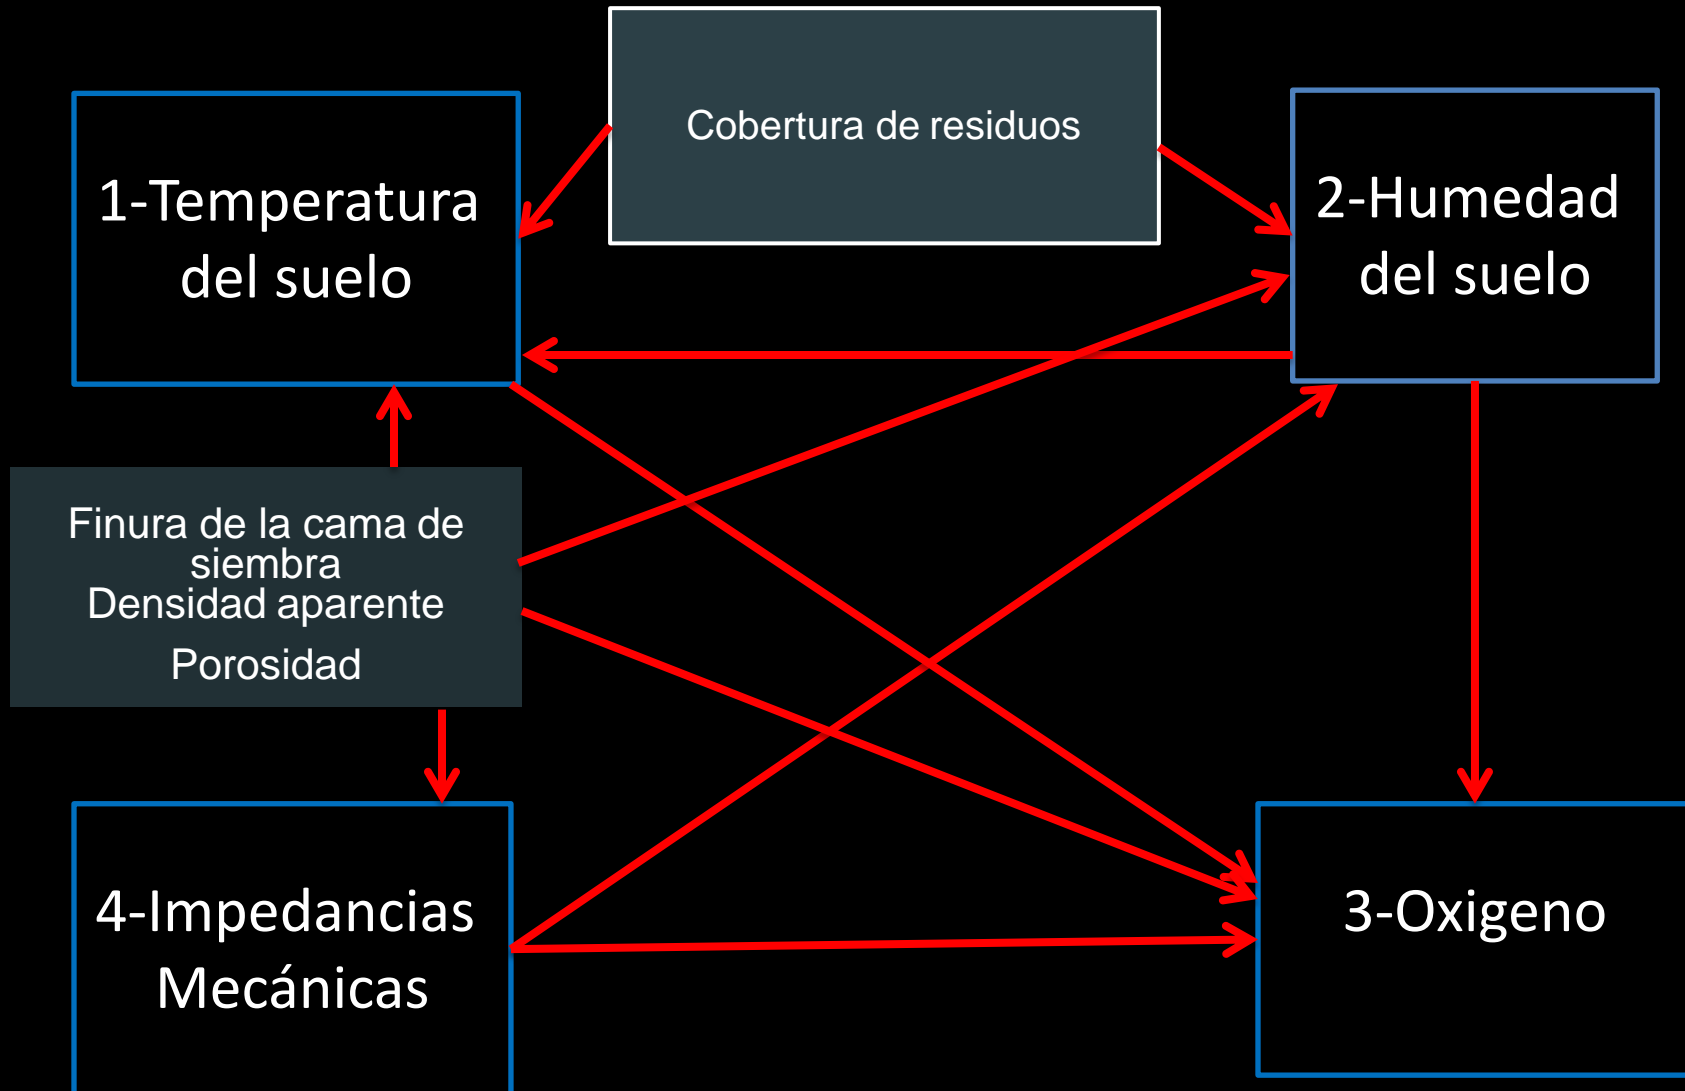 Cobertura de residuos
1-Temperatura
del suelo
2-Humedad
del suelo
Finura de la cama de
siembra
Densidad aparente
Porosidad
4-Impedancias
Mecánicas
3-Oxigeno